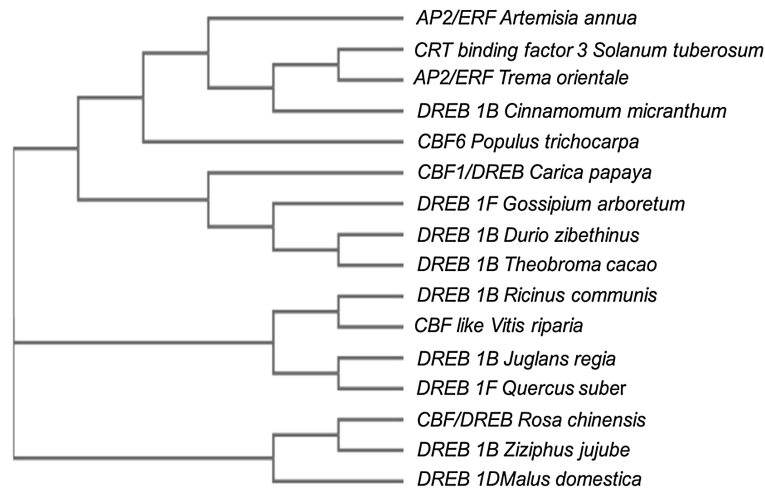 AP2/ERF Artemisia annua
CRT binding factor 3 Solanum tuberosum
AP2/ERF Trema orientale
DREB 1B Cinnamomum micranthum
CBF6 Populus trichocarpa
CBF1/DREB Carica papaya
DREB 1F Gossipium arboretum
DREB 1B Durio zibethinus
DREB 1B Theobroma cacao
DREB 1B Ricinus communis
CBF like Vitis riparia
DREB 1B Juglans regia
DREB 1F Quercus suber
CBF/DREB Rosa chinensis
DREB 1B Ziziphus jujube
DREB 1DMalus domestica